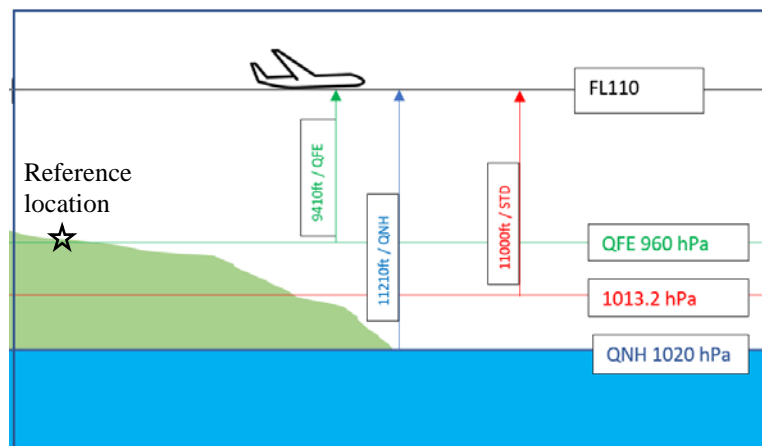 FL110
9410ft / QFE
Reference
location
11210ft / QNH
11000ft / STD
QFE 960 hPa
1013.2 hPa
QNH 1020 hPa